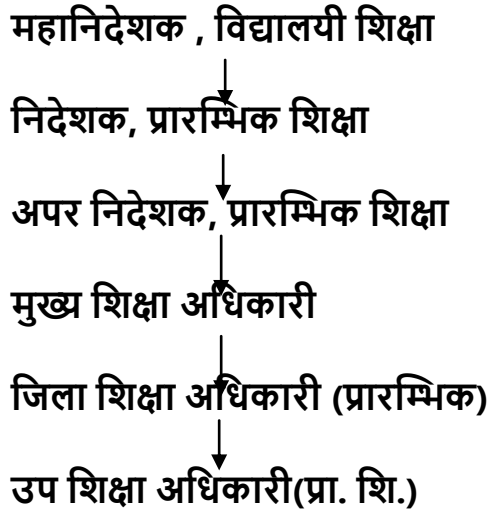 महानिदेशक , विद्यालयी शिक्षा
निदेशक, प्रारम्भिक शिक्षा
अपर निदेशक, प्रारम्भिक शिक्षा
मुख्य शिक्षा अधिकारी
जिला शिक्षा अधिकारी (प्रारम्भिक)
उप शिक्षा अधिकारी(प्रा. शि.)